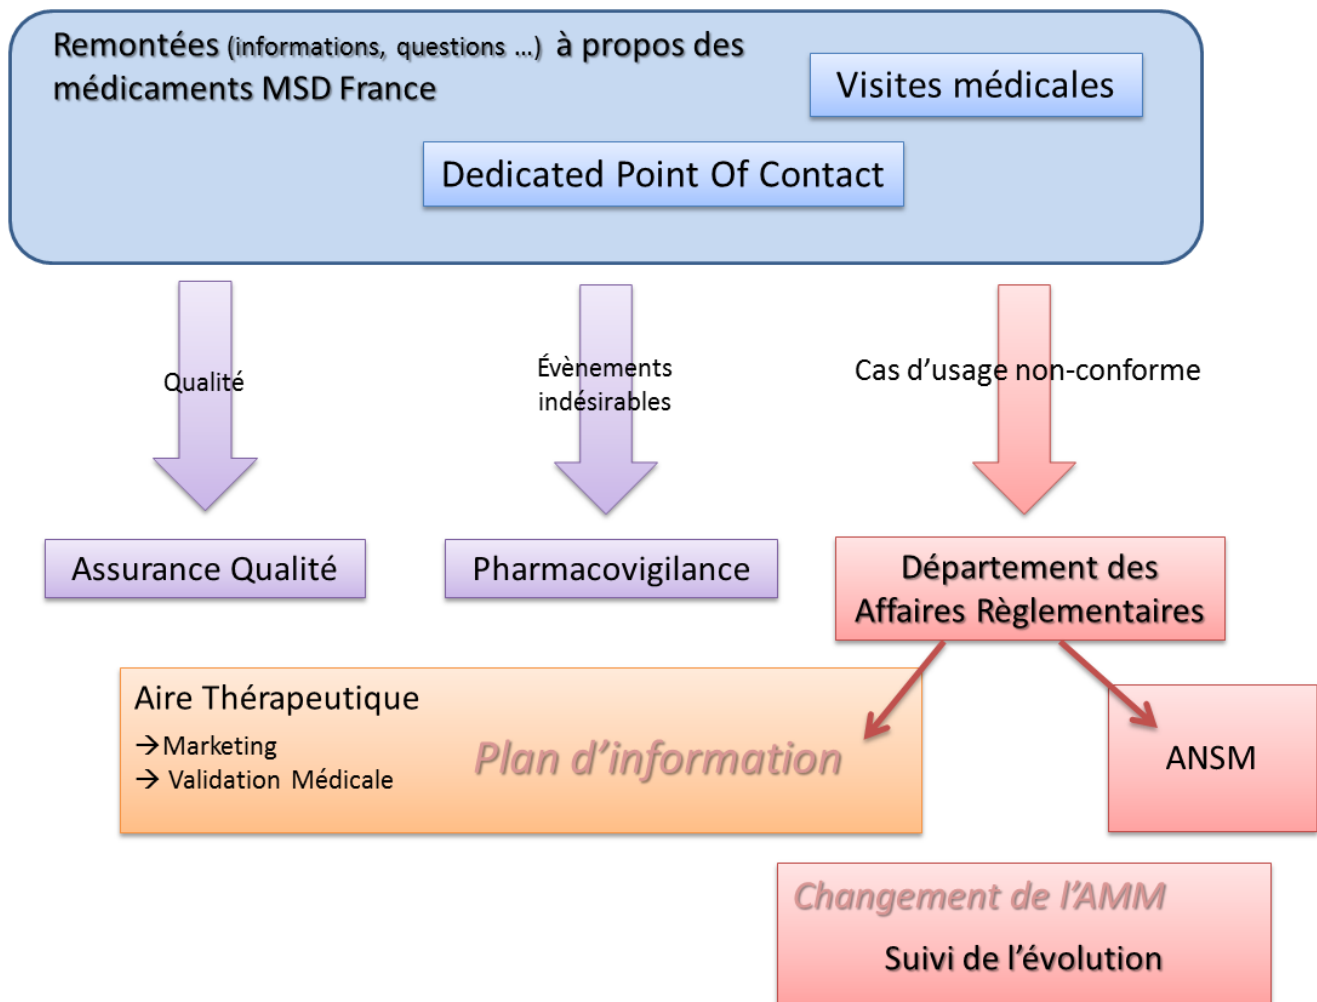 Remontées (informations, questions ...) à propos des
médicaments MSD France
Visites médicales
Dedicated Point Of Contact
Qualité
Évènements
indésirables
Cas d’usage non-conforme
Assurance Qualité
Pharmacovigilance
Département des
Affaires Règlementaires
Aire Thérapeutique
→Marketing
→ Validation Médicale
Plan d’information
ANSM
Changement de l’AMM
Suivi de l’évolution